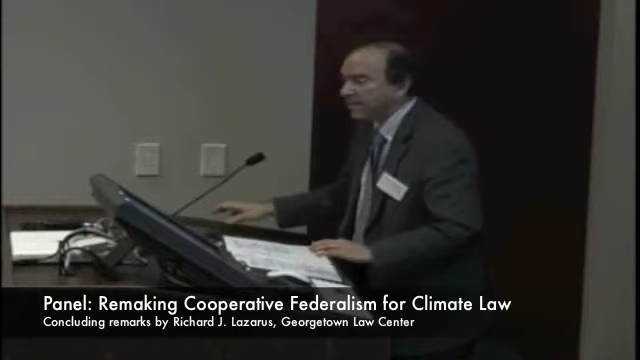 Panel: Remaking Cooperative Federalism for Climate Law
Concluding remarks by Richard J. Lazarus, Georgetown Law Center